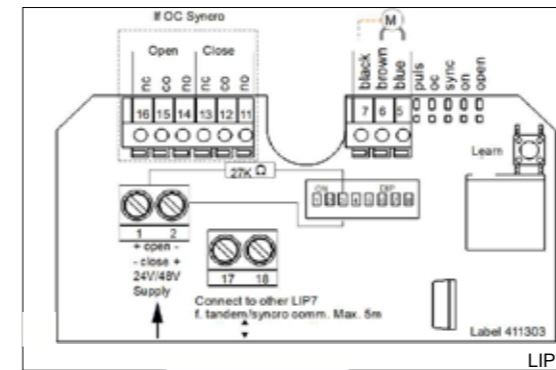 If OC Syncro
Open Close
nc co no nc co no
16 15 14 13 12 11
M
black brown blue
puls oc sync on open
7 6 5
Learn
27K Ω
ON DIP
1 2
+ open -
- close +
24V/48V
Supply
17 18
Connect to other LIP7
f. tandem/syncro comm. Max. 5m
Label 411303
LIP